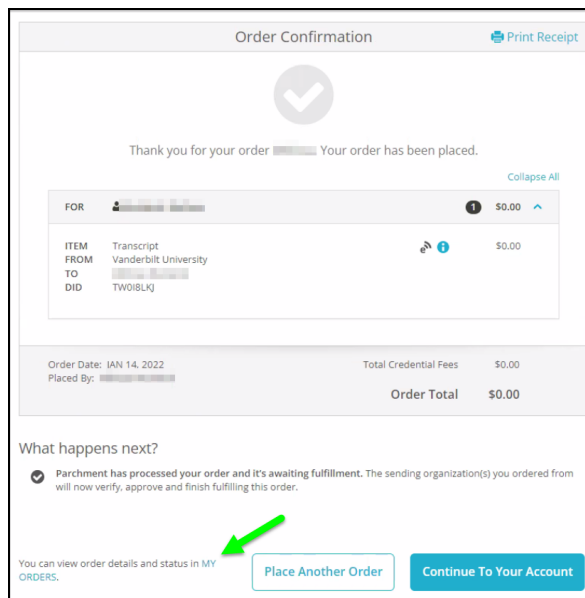 Order Confirmation
Print Receipt
Thank you for your order Your order has been placed.
Collapse All
FOR 1 $0.00
ITEM Transcript $0.00
FROM Vanderbilt University
TO
DID TW0I8LKJ
Order Date: JAN 14, 2022 Total Credential Fees $0.00
Placed By:
Order Total $0.00
What happens next?
Parchment has processed your order and it's awaiting fulfillment. The sending organization(s) you ordered from
will now verify, approve and finish fulfilling this order.
You can view order details and status in MY
ORDERS.
Place Another Order
Continue To Your Account